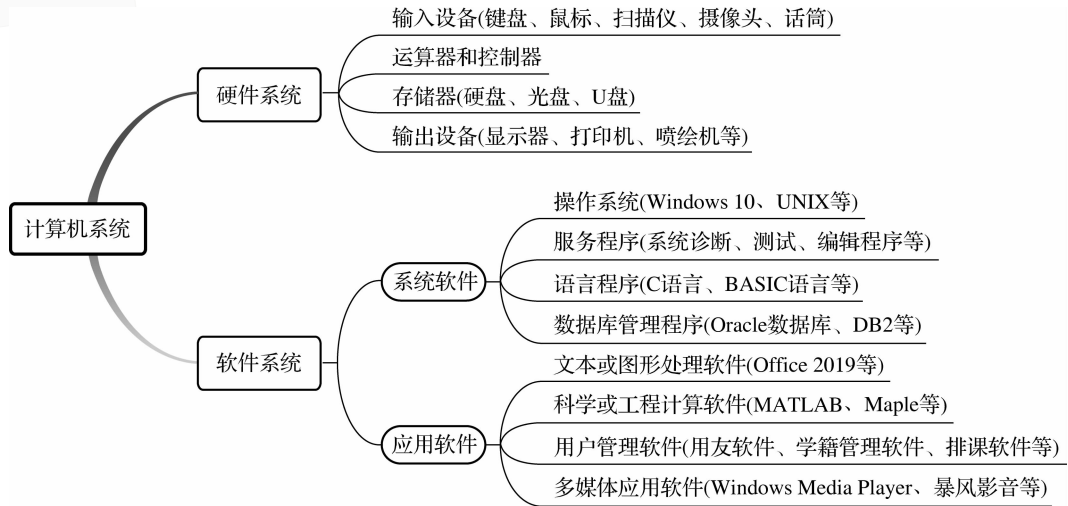 计算机系统
硬件系统
输入设备(键盘、鼠标、扫描仪、摄像头、话筒)
运算器和控制器
存储器(硬盘、光盘、U盘)
输出设备(显示器、打印机、喷绘机等)
软件系统
系统软件
操作系统(Windows 10、UNIX等)
服务程序(系统诊断、测试、编辑程序等)
语言程序(C语言、BASIC语言等)
数据库管理程序(Oracle数据库、DB2等)
应用软件
文本或图形处理软件(Office 2019等)
科学或工程计算软件(MATLAB、Maple等)
用户管理软件(用友软件、学籍管理软件、排课软件等)
多媒体应用软件(Windows Media Player、暴风影音等)